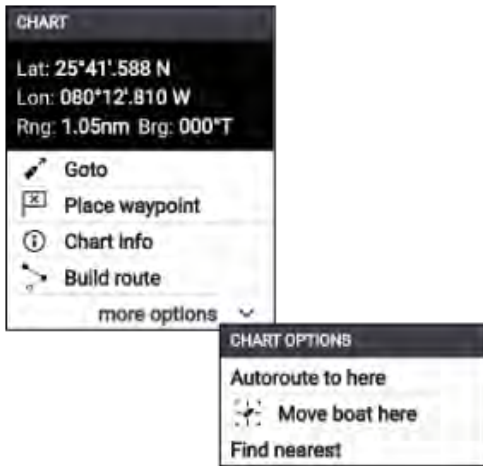 CHART
Lat: 25°41'.588 N
Lon: 080°12'.810 W
Rng: 1.05nm Brg: 000°T
Goto
Place waypoint
Chart info
Build route
more options
CHART OPTIONS
Autoroute to here
Move boat here
Find nearest